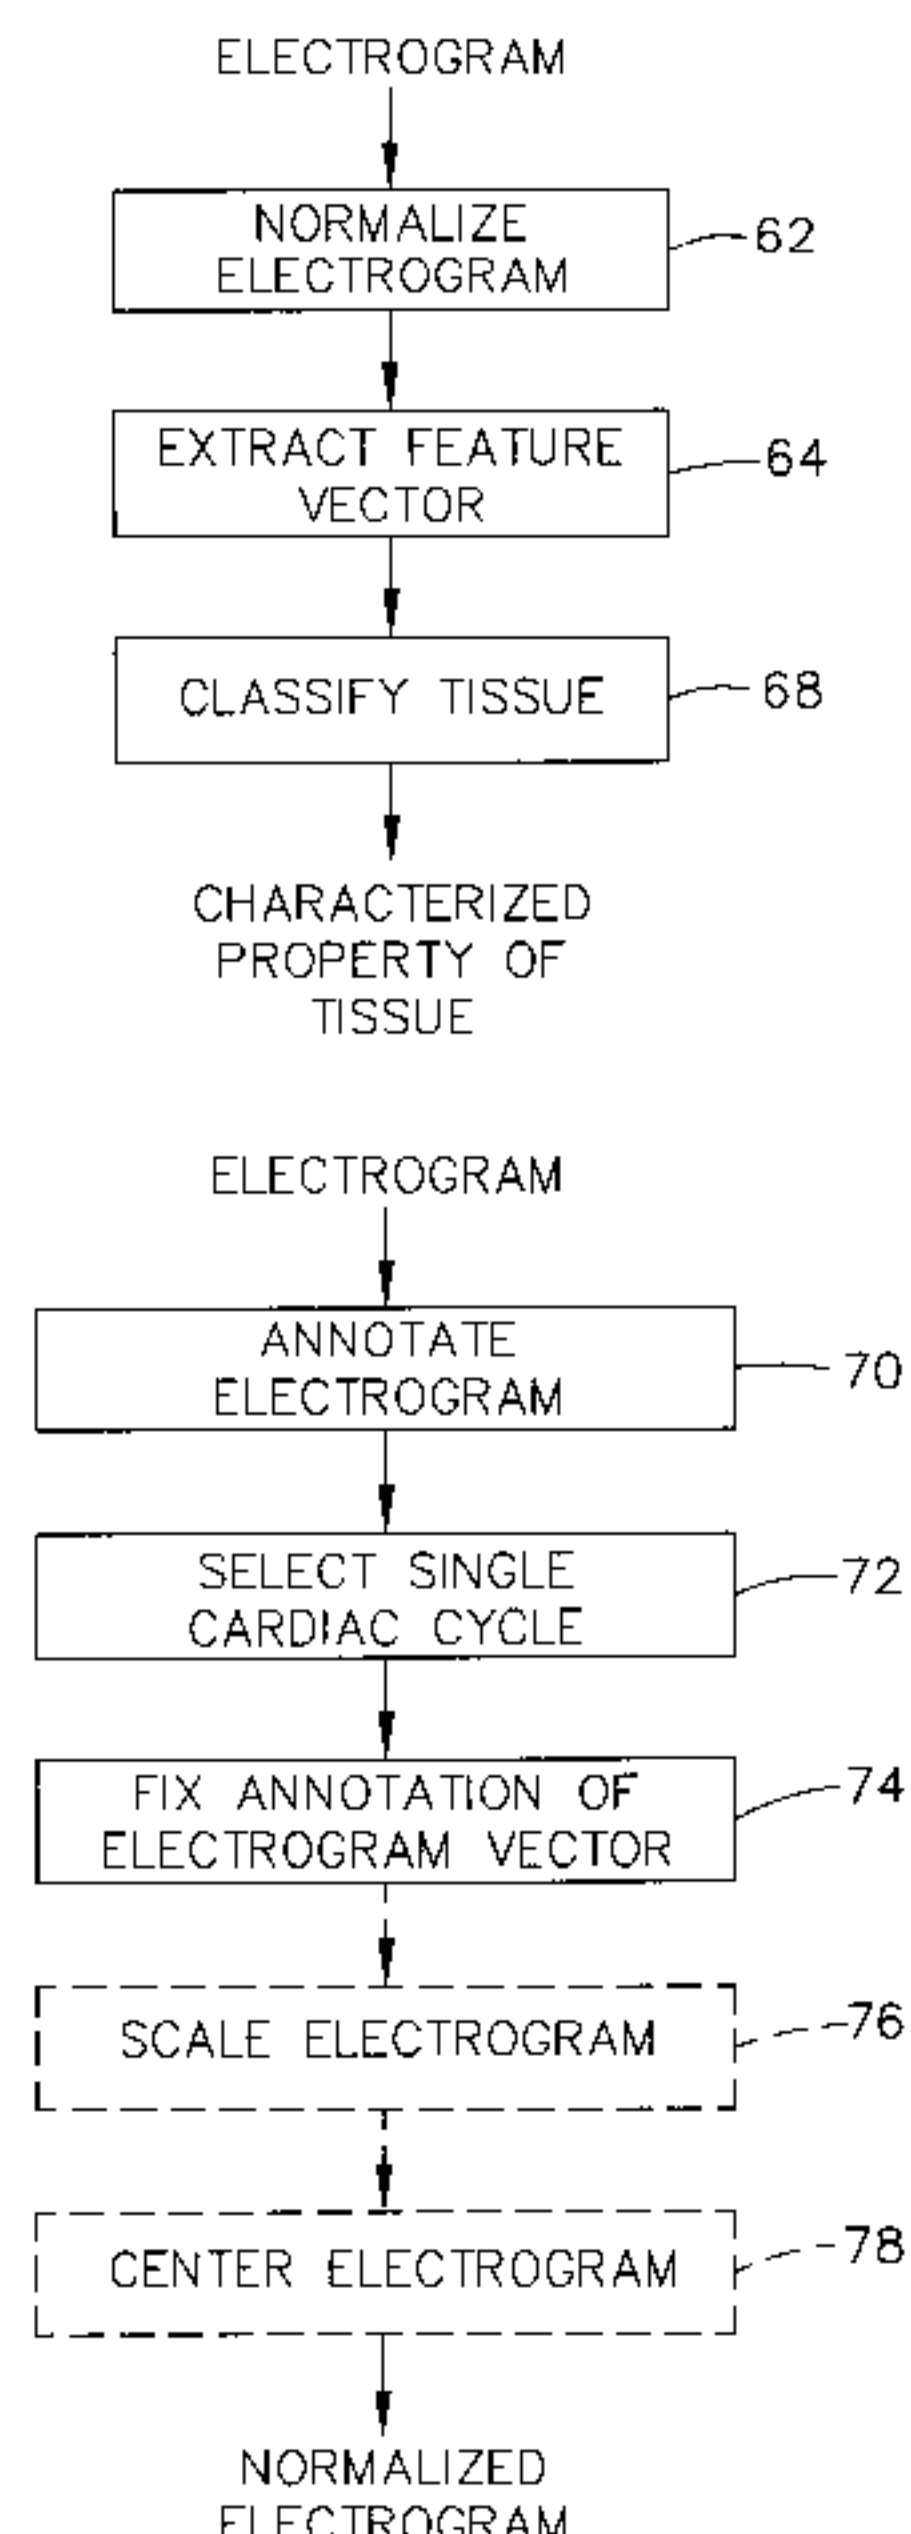 ELECTROGRAM
NORMALIZE
ELECTROGRAM
62
EXTRACT FEATURE
VECTOR
64
CLASSIFY TISSUE
68
CHARACTERIZED
PROPERTY OF
TISSUE
ELECTROGRAM
ANNOTATE
ELECTROGRAM
70
SELECT SINGLE
CARDIAC CYCLE
72
FIX ANNOTATION OF
ELECTROGRAM VECTOR
74
SCALE ELECTROGRAM
76
CENTER ELECTROGRAM
78
NORMALIZED
ELECTROGRAM